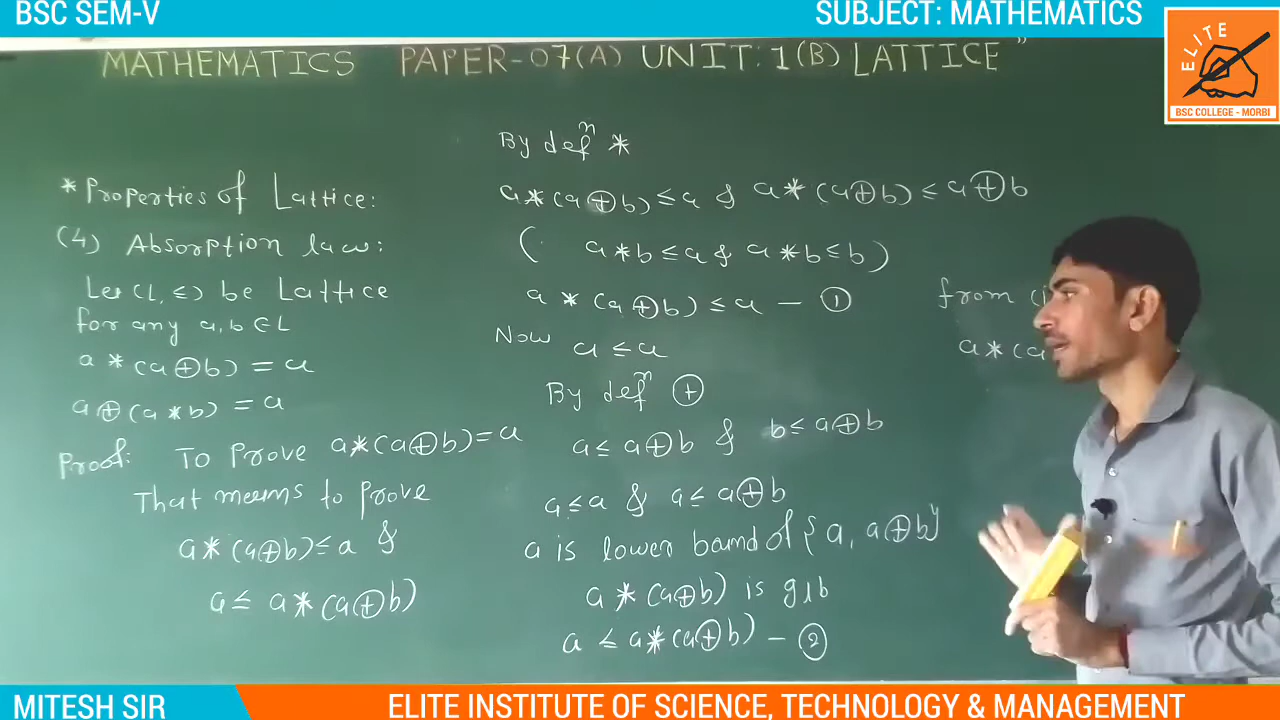 BSC SEM-V
SUBJECT: MATHEMATICS
ELITE
BSC COLLEGE - MORBI
MATHEMATICS PAPER-07(A) UNIT: 1(B) LATTICE"
* Properties of Lattice:
(4) Absorption law:
Let (L, ≤) be Lattice
for any a, b ∈ L
a * (a ⊕ b) = a
a ⊕ (a * b) = a
Proof: To Prove a * (a ⊕ b) = a
That means to prove
a * (a ⊕ b) ≤ a &
a ≤ a * (a ⊕ b)
By defⁿ *
a * (a ⊕ b) ≤ a & a * (a ⊕ b) ≤ a ⊕ b
(∵ a * b ≤ a & a * b ≤ b)
a * (a ⊕ b) ≤ a — ①
Now a ≤ a
By defⁿ ⊕
a ≤ a ⊕ b & b ≤ a ⊕ b
a ≤ a & a ≤ a ⊕ b
a is lower bound of {a, a ⊕ b}
a * (a ⊕ b) is glb
a ≤ a * (a ⊕ b) — ②
from (1
a * (a
MITESH SIR
ELITE INSTITUTE OF SCIENCE, TECHNOLOGY & MANAGEMENT